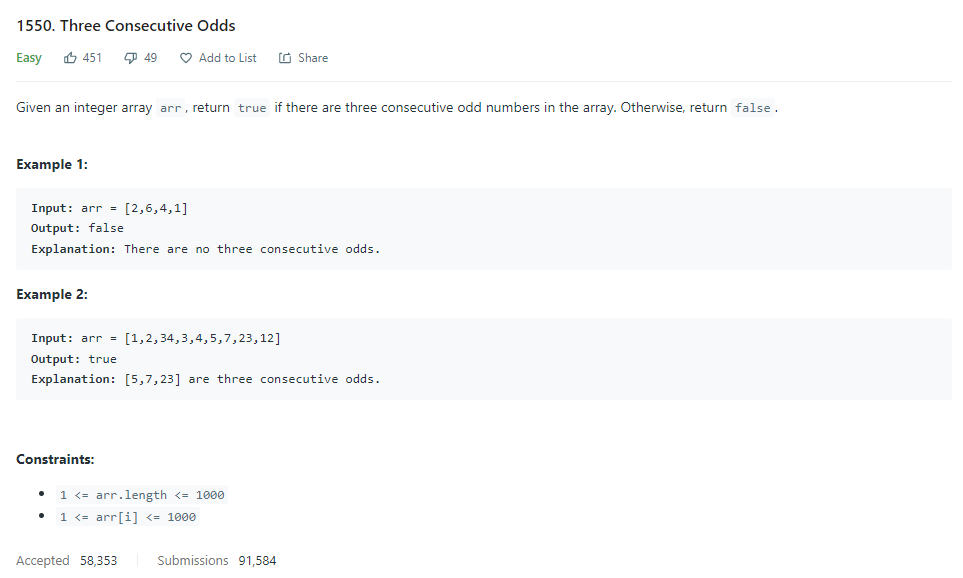 1550. Three Consecutive Odds
Easy 451 49 Add to List Share
Given an integer array arr, return true if there are three consecutive odd numbers in the array. Otherwise, return false.
Example 1:
Input: arr = [2,6,4,1]
Output: false
Explanation: There are no three consecutive odds.
Example 2:
Input: arr = [1,2,34,3,4,5,7,23,12]
Output: true
Explanation: [5,7,23] are three consecutive odds.
Constraints:
• 1 <= arr.length <= 1000
• 1 <= arr[i] <= 1000
Accepted 58,353 Submissions 91,584